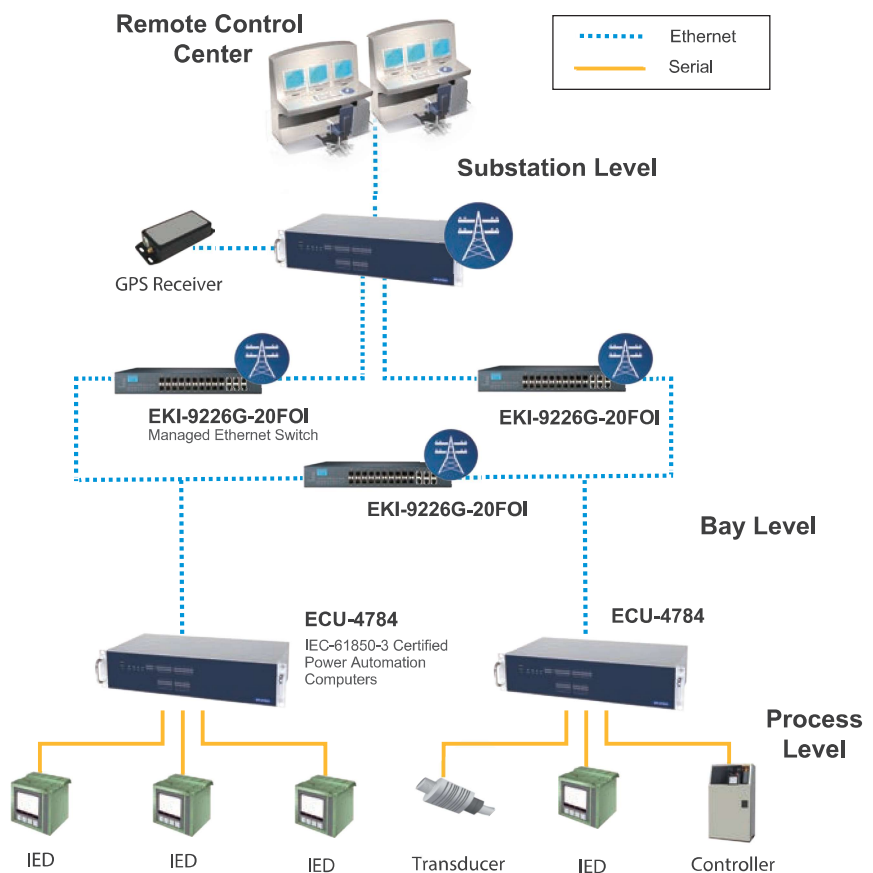 Remote Control
Center
Ethernet
Serial
Substation Level
GPS Receiver
EKI-9226G-20FOI
Managed Ethernet Switch
EKI-9226G-20FOI
EKI-9226G-20FOI
Bay Level
ECU-4784
IEC-61850-3 Certified
Power Automation
Computers
ECU-4784
Process
Level
IED
IED
IED
Transducer
IED
Controller